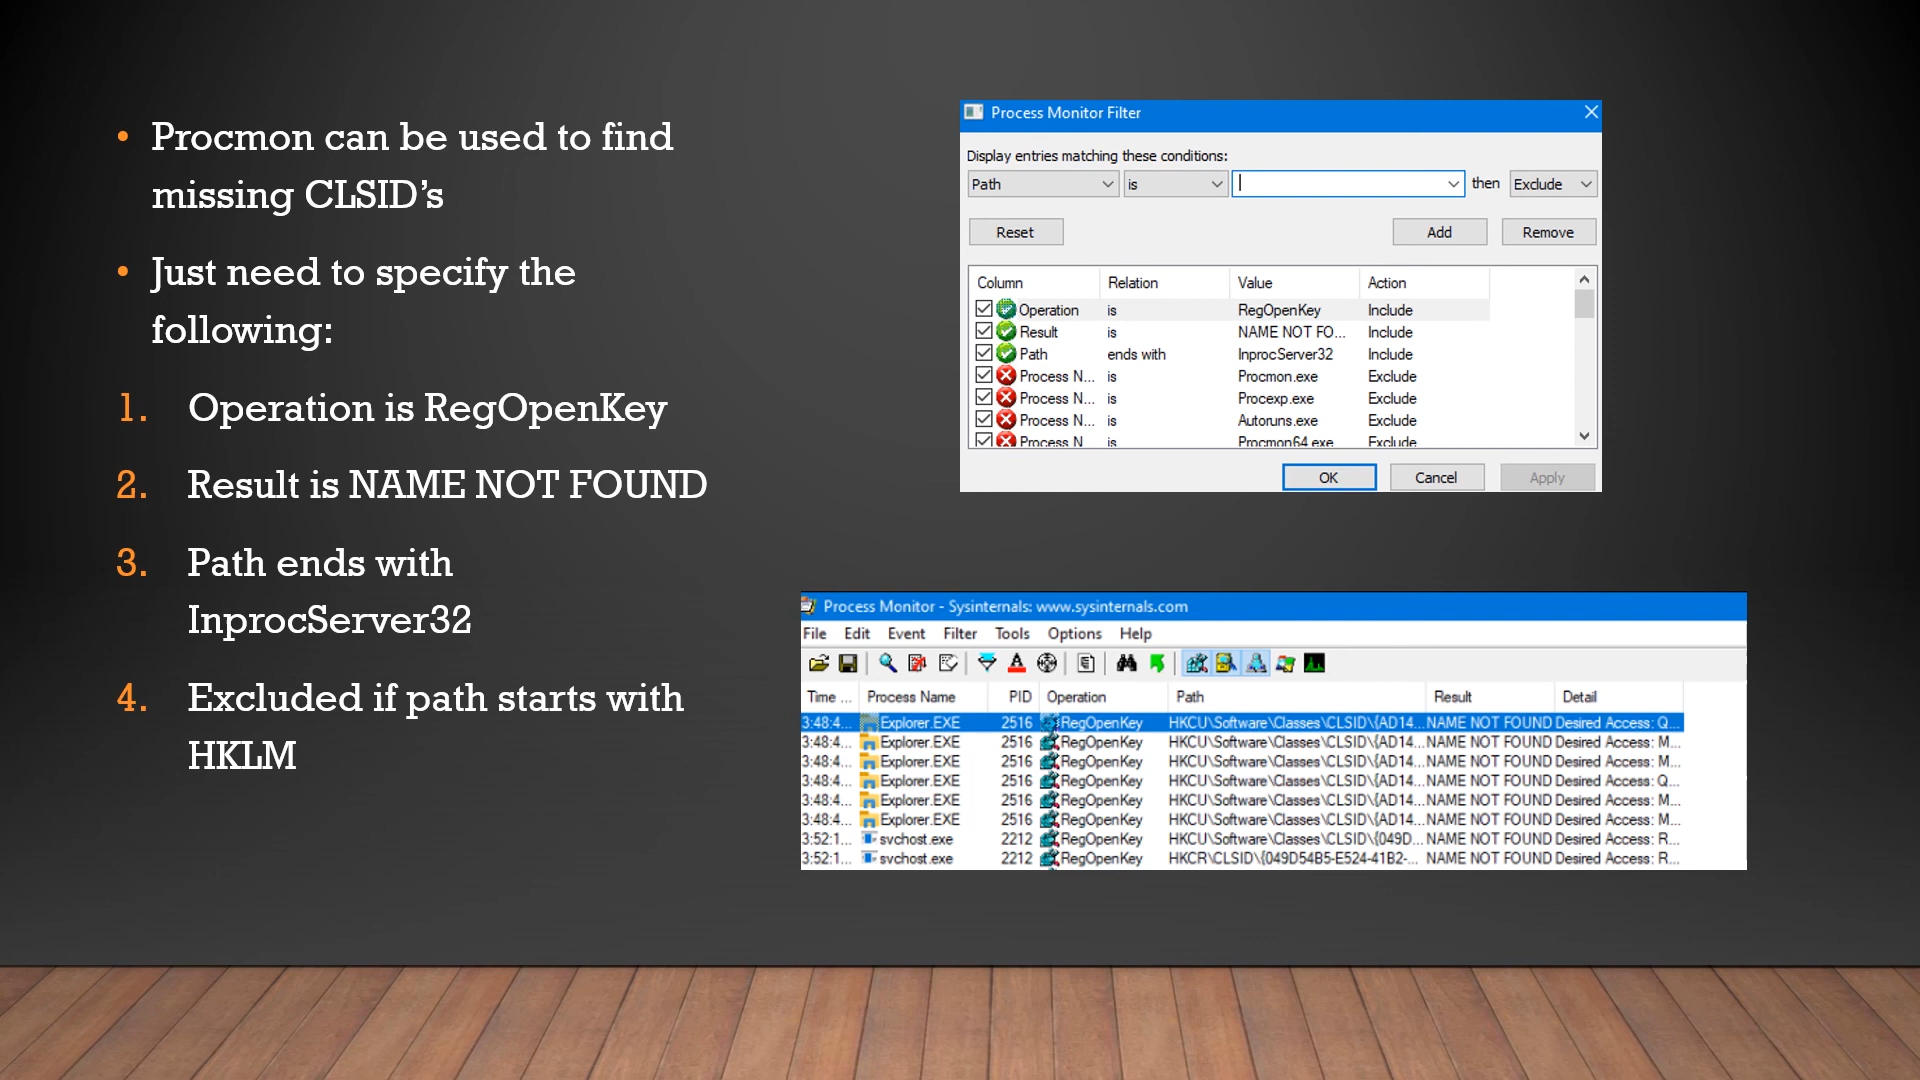 • Procmon can be used to find
missing CLSID's
• Just need to specify the
following:
1. Operation is RegOpenKey
2. Result is NAME NOT FOUND
3. Path ends with
InprocServer32
4. Excluded if path starts with
HKLM
Process Monitor Filter
Display entries matching these conditions:
Path is then Exclude
Reset Add Remove
Column Relation Value Action
Operation is RegOpenKey Include
Result is NAME NOT FO... Include
Path ends with InprocServer32 Include
Process N... is Procmon.exe Exclude
Process N... is Procexp.exe Exclude
Process N... is Autoruns.exe Exclude
Process N is Procmon64.exe Exclude
OK Cancel Apply
Process Monitor - Sysinternals: www.sysinternals.com
File Edit Event Filter Tools Options Help
Time ... Process Name PID Operation Path Result Detail
3:48:4... Explorer.EXE 2516 RegOpenKey HKCU\Software\Classes\CLSID\{AD14... NAME NOT FOUND Desired Access: Q...
3:48:4... Explorer.EXE 2516 RegOpenKey HKCU\Software\Classes\CLSID\{AD14... NAME NOT FOUND Desired Access: M...
3:48:4... Explorer.EXE 2516 RegOpenKey HKCU\Software\Classes\CLSID\{AD14... NAME NOT FOUND Desired Access: M...
3:48:4... Explorer.EXE 2516 RegOpenKey HKCU\Software\Classes\CLSID\{AD14... NAME NOT FOUND Desired Access: Q...
3:48:4... Explorer.EXE 2516 RegOpenKey HKCU\Software\Classes\CLSID\{AD14... NAME NOT FOUND Desired Access: M...
3:48:4... Explorer.EXE 2516 RegOpenKey HKCU\Software\Classes\CLSID\{AD14... NAME NOT FOUND Desired Access: M...
3:52:1... svchost.exe 2212 RegOpenKey HKCU\Software\Classes\CLSID\{049D... NAME NOT FOUND Desired Access: R...
3:52:1... svchost.exe 2212 RegOpenKey HKCR\CLSID\{049D54B5-E524-41B2-... NAME NOT FOUND Desired Access: R...